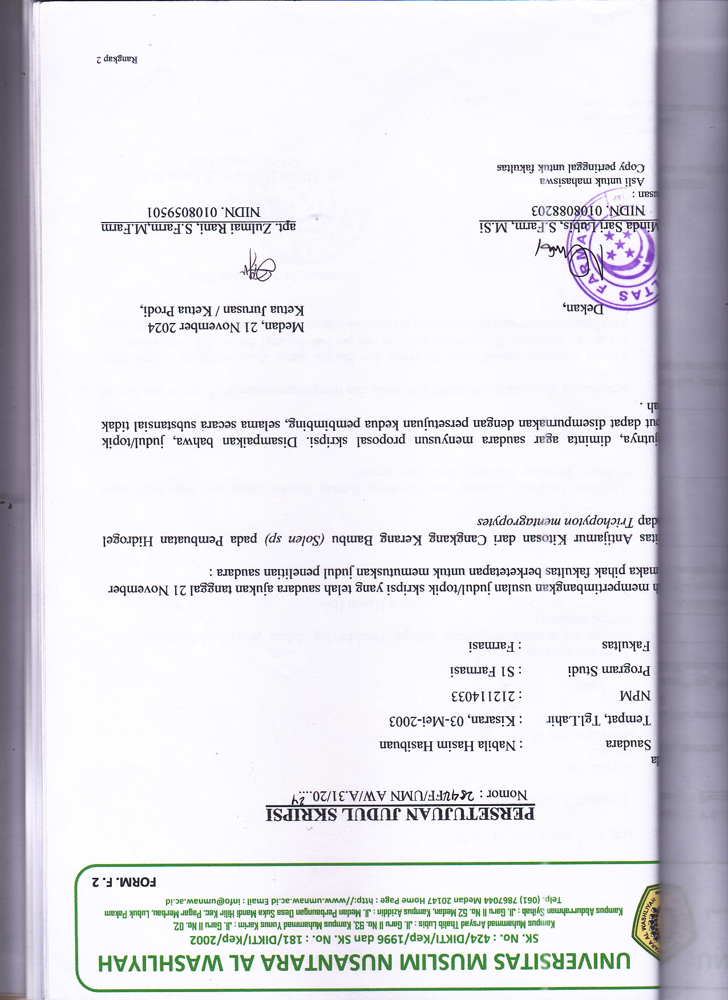 UNIVERSITAS MUSLIM NUSANTARA AL WASHLIYAH
SK. No. : 424/DIKTI/Kep/1996 dan SK. No. : 181/DIKTI/Kep/2002
Kampus Muhammad Arsyad Thalib Lubis : Jl. Garu II No. 93, Kampus Muhammad Yunus Karim : Jl. Garu II No. 02,
Kampus Abdurrahman Syihab : Jl. Garu II No. 52 Medan, Kampus Aziddin : Jl. Medan Perbaungan Desa Suka Mandi Hilir Kec. Pagar Merbau, Lubuk Pakam
Telp. (061) 7867044 Medan 20147 Home Page : http://www.umnaw.ac.id Email : info@umnaw.ac.id
FORM. F. 2
PERSETUJUAN JUDUL SKRIPSI
Nomor : /FF/UMN AW/A.31/20....24
da
Saudara : Nabila Hasim Hasibuan
Tempat, Tgl.Lahir : Kisaran, 03-Mei-2003
NPM : 212114033
Program Studi : S1 Farmasi
Fakultas : Farmasi
h mempertimbangkan usulan judul/topik skripsi yang telah saudara ajukan tanggal 21 November
maka pihak fakultas berketetapan untuk memutuskan judul penelitian saudara :
itas Antijamur Kitosan dari Cangkang Kerang Bambu (Solen sp) pada Pembuatan Hidrogel
dap Trichopyton mentagropytes
jutnya, diminta agar saudara menyusun proposal skripsi. Disampaikan bahwa, judul/topik
but dapat disempurnakan dengan persetujuan kedua pembimbing, selama secara substansial tidak
ah .
Medan, 21 November 2024
Dekan, Ketua Jurusan / Ketua Prodi,
LTAS FARMASI
Minda Sari Lubis, S.Farm, M.Si apt. Zulmai Rani, S.Farm,M.Farm
NIDN. 0108088203 NIDN. 0108059501
usan :
Asli untuk mahasiswa
Copy pertinggal untuk fakultas
Rangkap 2